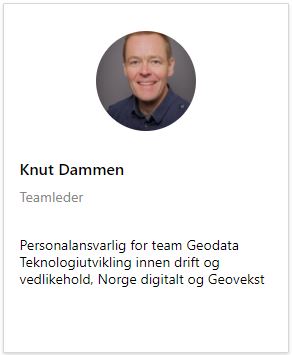 Knut Dammen
Teamleder
Personalansvarlig for team Geodata
Teknologiutvikling innen drift og
vedlikehold, Norge digitalt og Geovekst